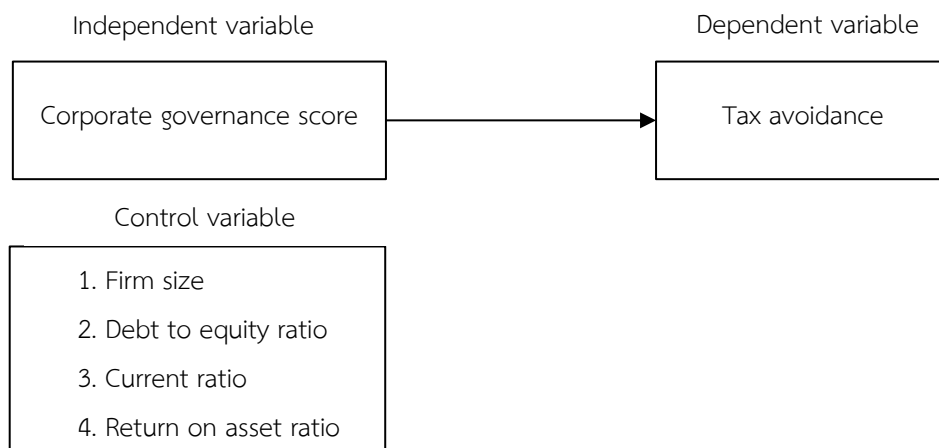 Independent variable
Dependent variable
Corporate governance score
Tax avoidance
Control variable
1. Firm size
2. Debt to equity ratio
3. Current ratio
4. Return on asset ratio